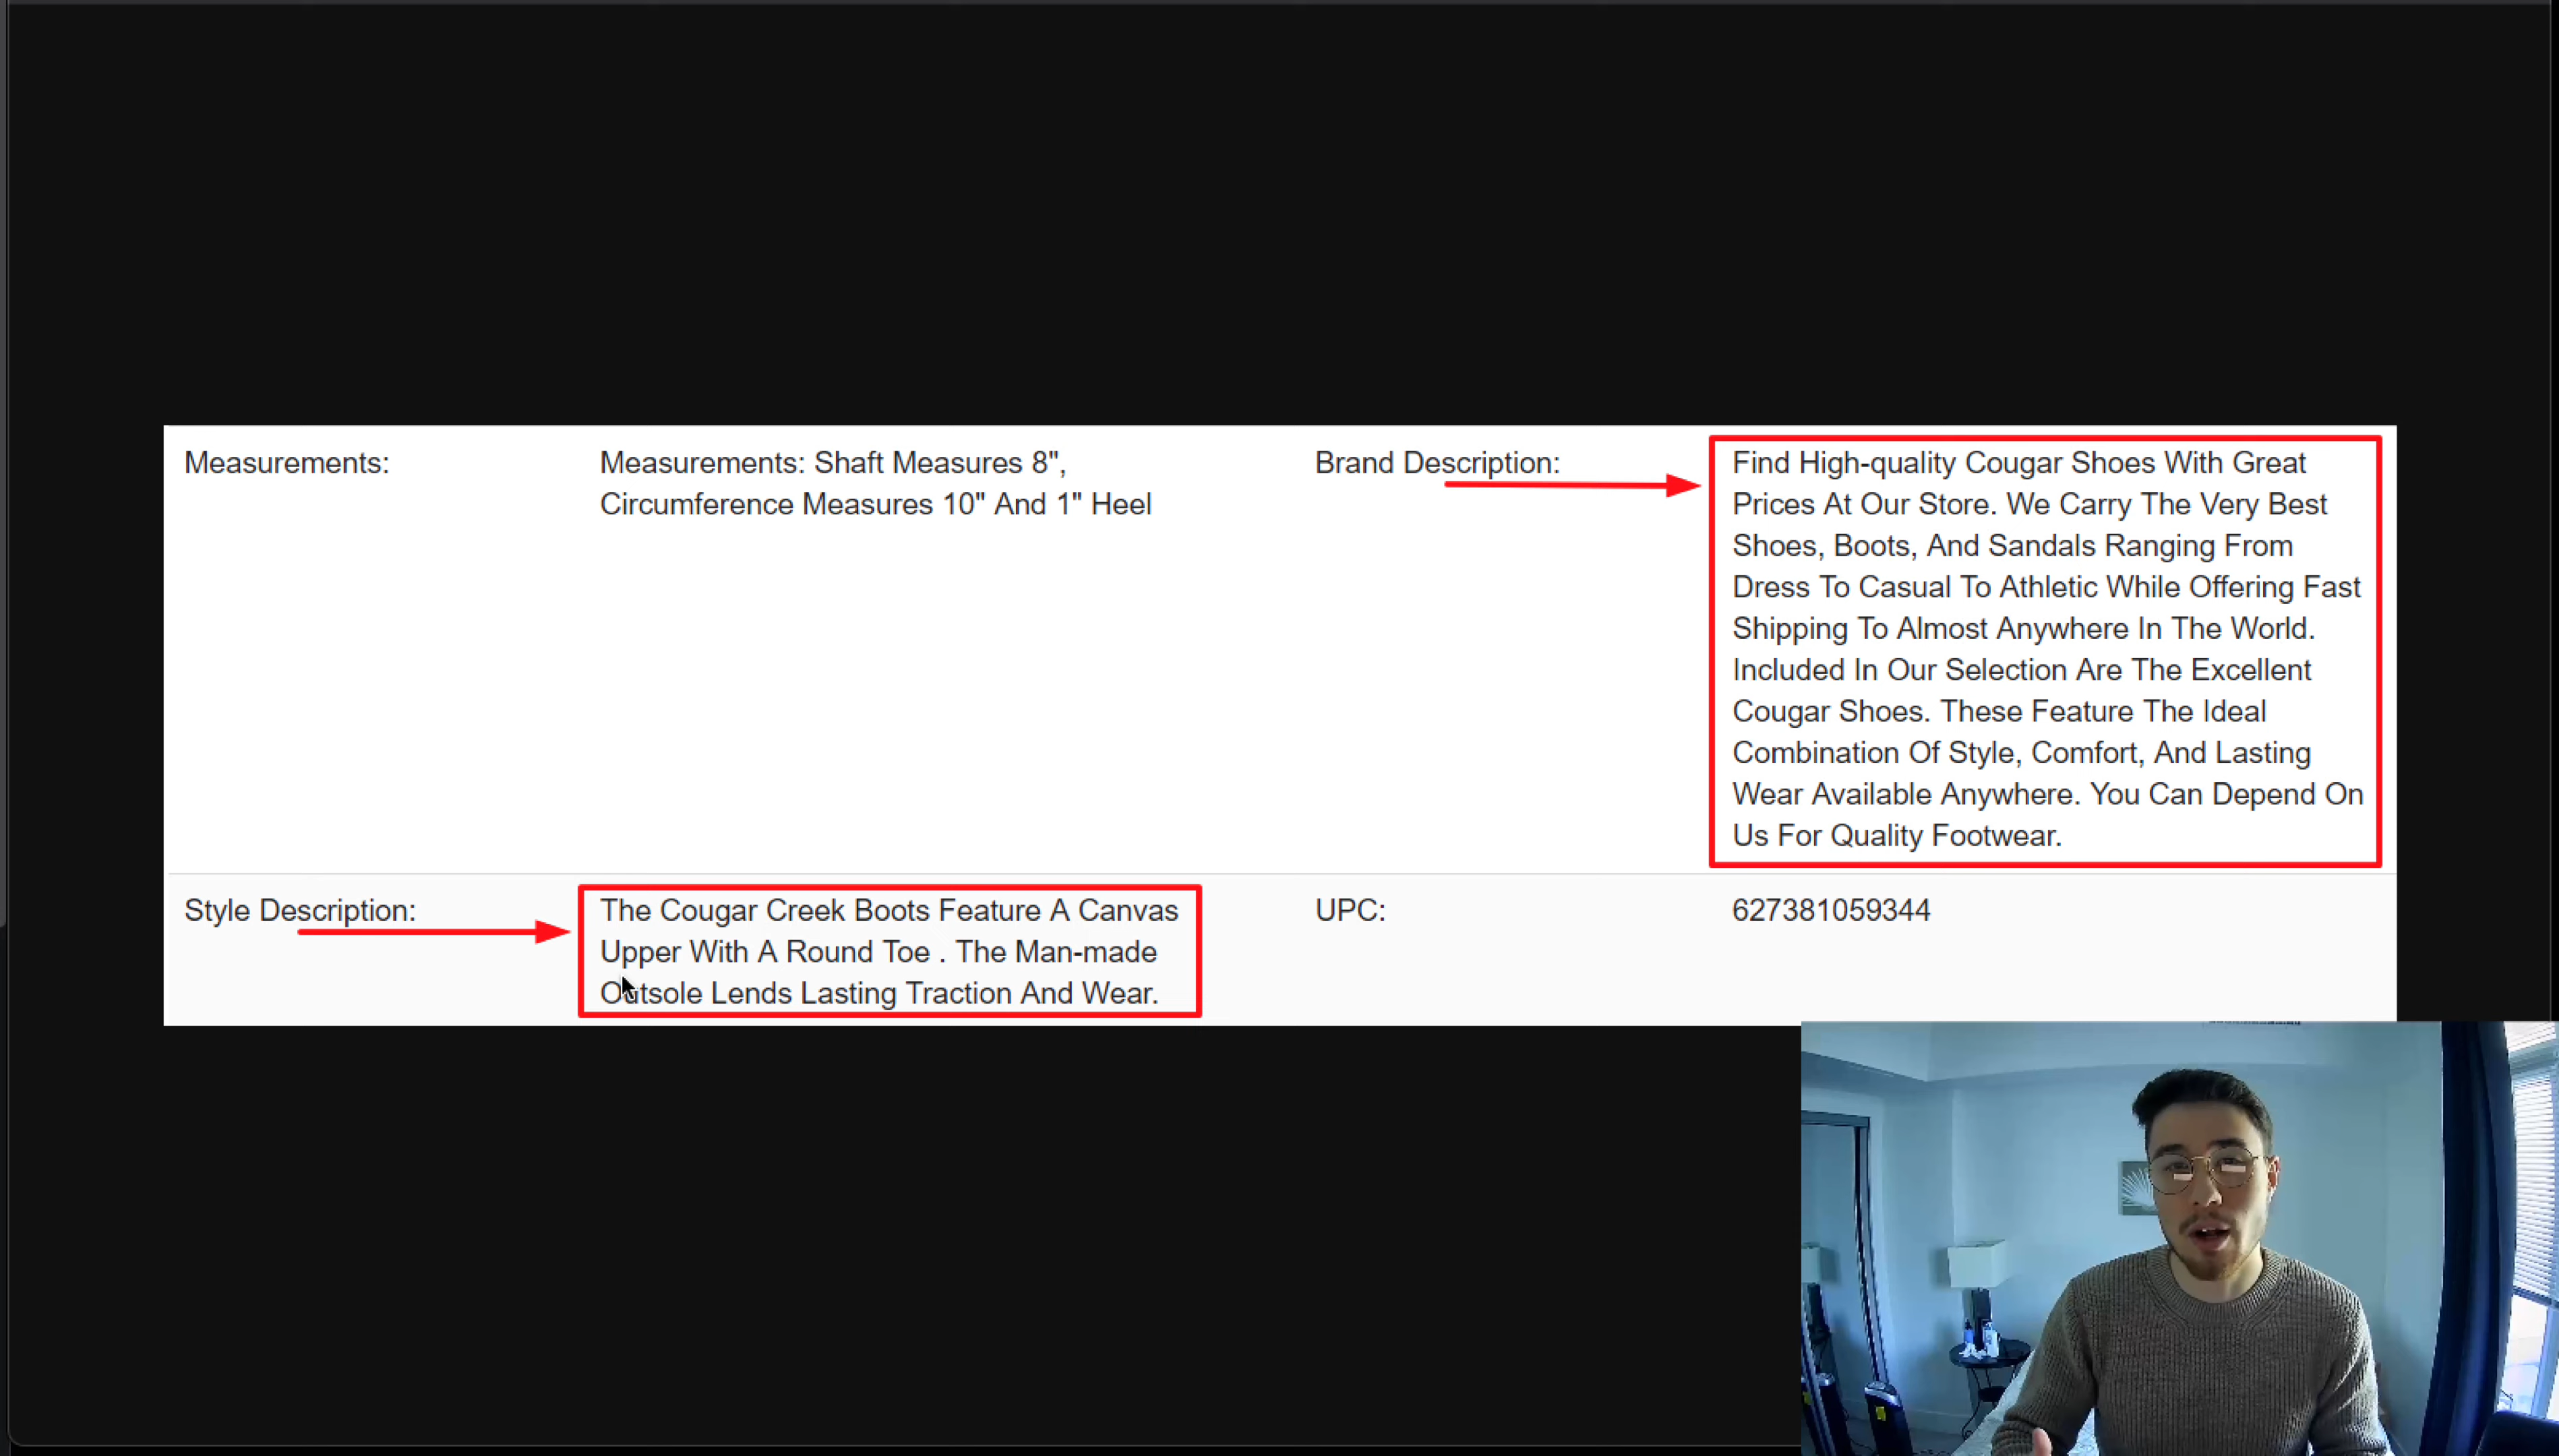 Measurements:
Measurements: Shaft Measures 8",
Circumference Measures 10" And 1" Heel
Brand Description:
Find High-quality Cougar Shoes With Great
Prices At Our Store. We Carry The Very Best
Shoes, Boots, And Sandals Ranging From
Dress To Casual To Athletic While Offering Fast
Shipping To Almost Anywhere In The World.
Included In Our Selection Are The Excellent
Cougar Shoes. These Feature The Ideal
Combination Of Style, Comfort, And Lasting
Wear Available Anywhere. You Can Depend On
Us For Quality Footwear.
Style Description:
The Cougar Creek Boots Feature A Canvas
Upper With A Round Toe . The Man-made
Outsole Lends Lasting Traction And Wear.
UPC:
627381059344